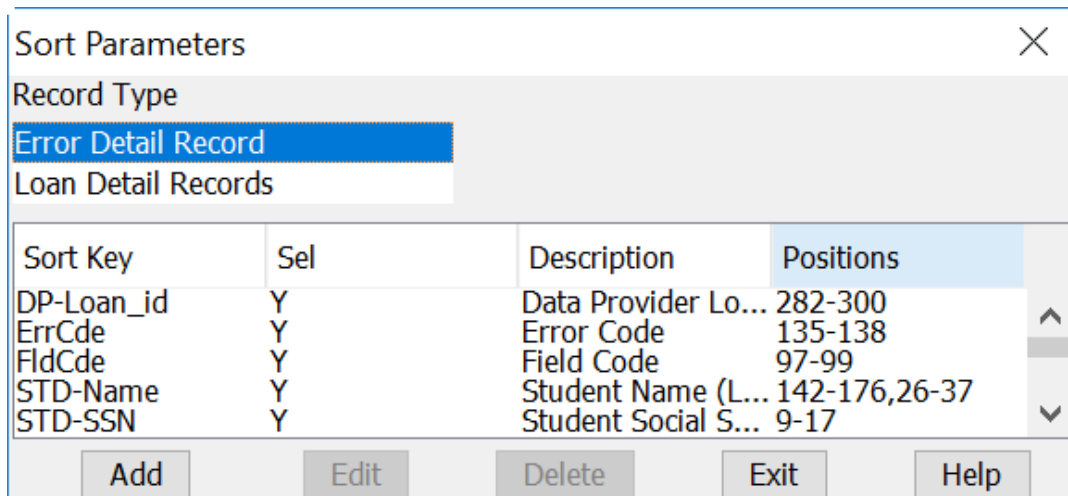 Sort Parameters
Record Type
Error Detail Record
Loan Detail Records
Sort Key Sel Description Positions
DP-Loan_id Y Data Provider Lo... 282-300
ErrCde Y Error Code 135-138
FldCde Y Field Code 97-99
STD-Name Y Student Name (L... 142-176,26-37
STD-SSN Y Student Social S... 9-17
Add Edit Delete Exit Help